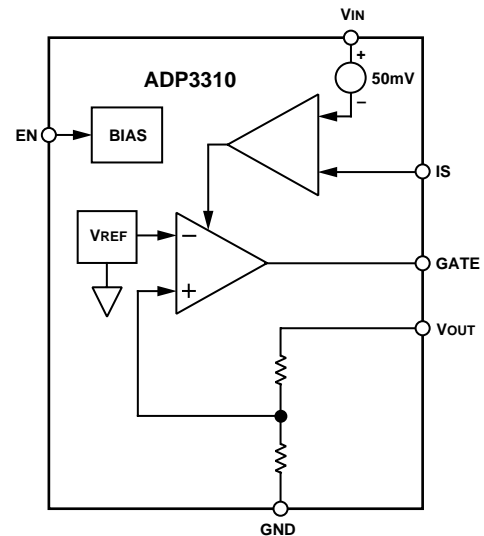 VIN
+
50mV
–
ADP3310
EN
BIAS
IS
VREF
–
+
GATE
VOUT
GND